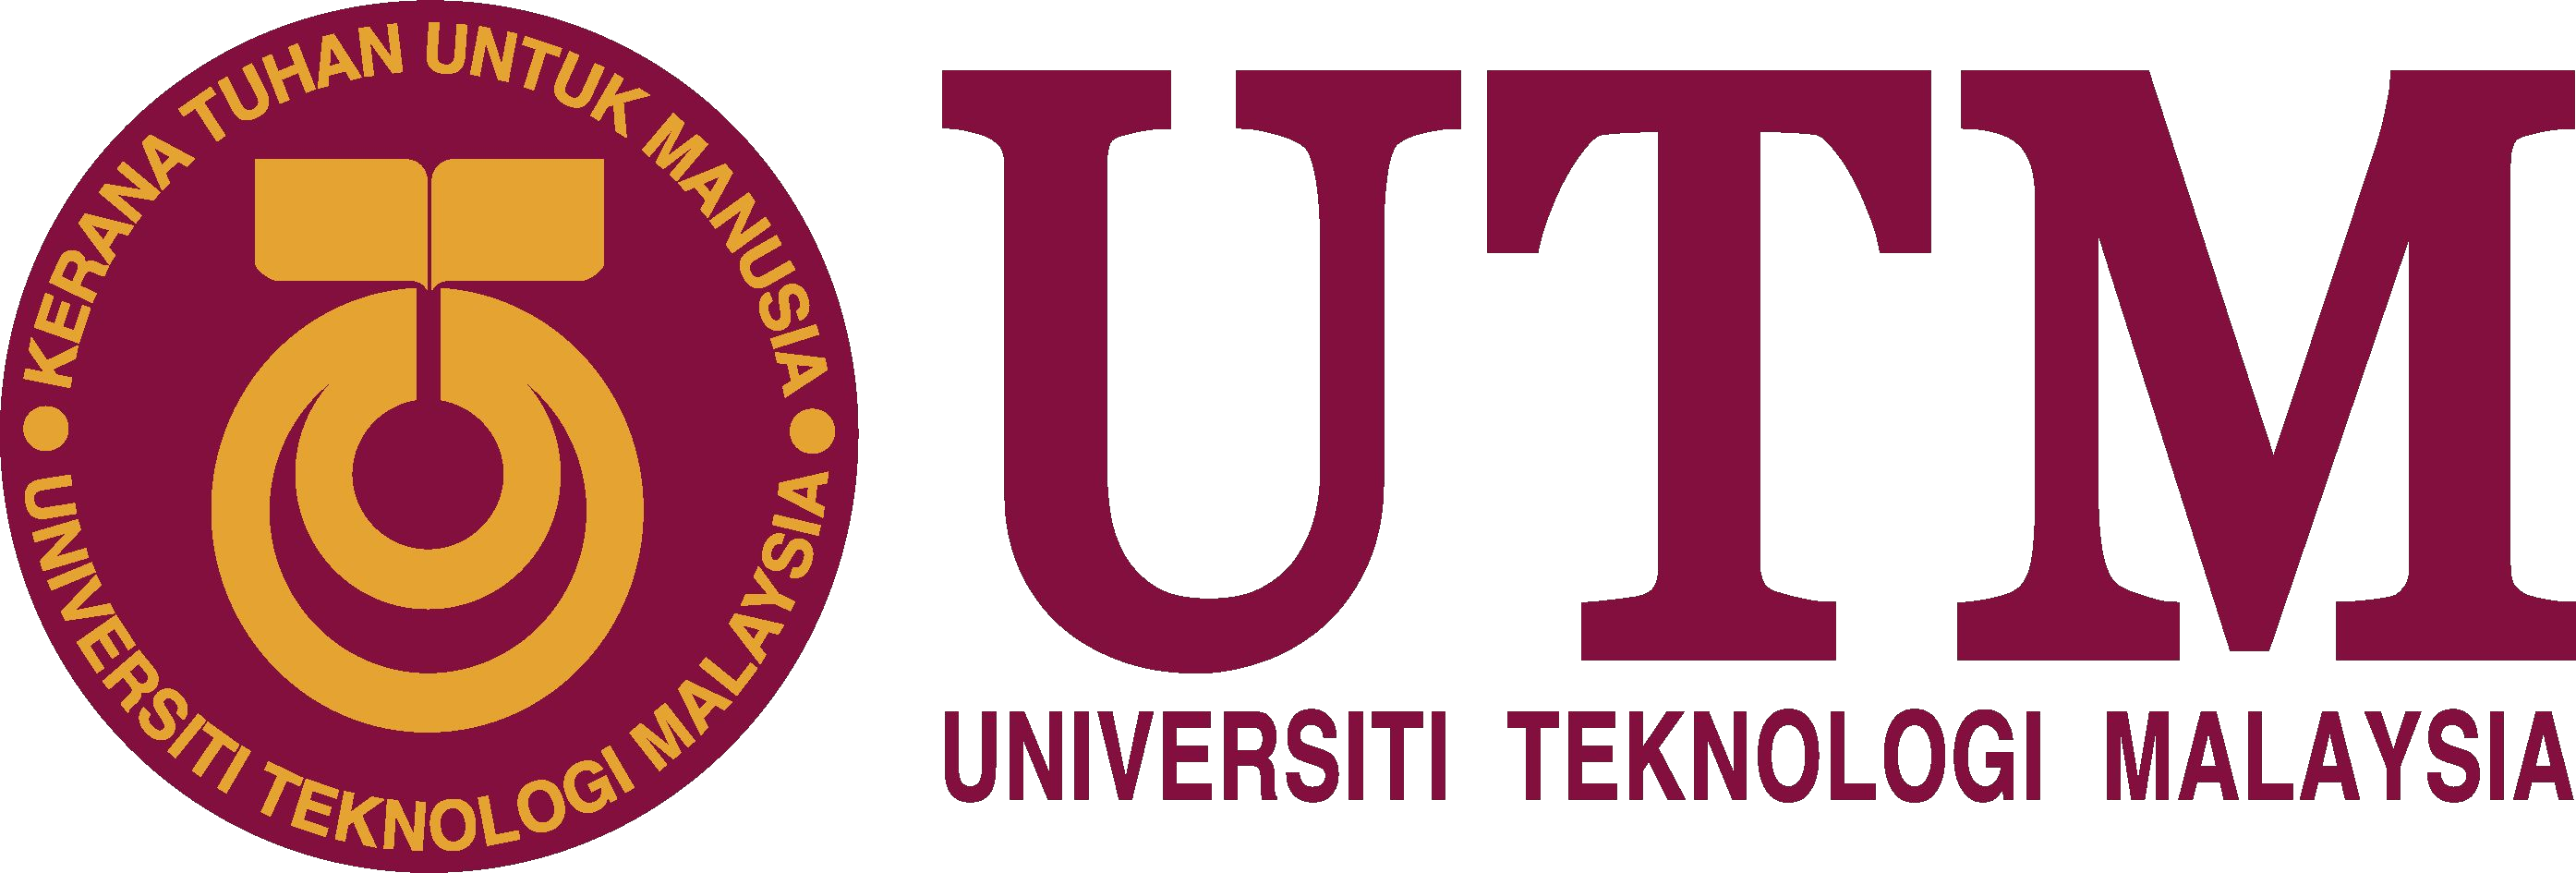 KERANA TUHAN UNTUK MANUSIA
UNIVERSITI TEKNOLOGI MALAYSIA
UTM
UNIVERSITI TEKNOLOGI MALAYSIA